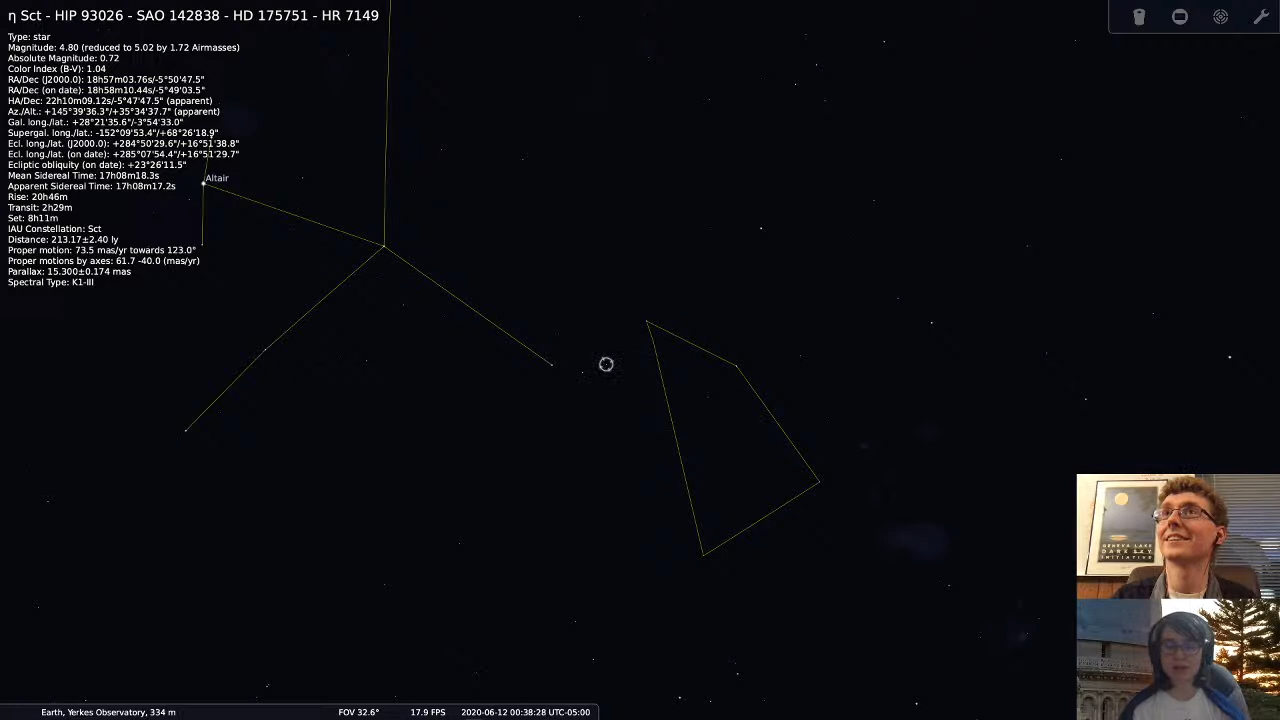 η Sct - HIP 93026 - SAO 142838 - HD 175751 - HR 7149
Type: star
Magnitude: 4.80 (reduced to 5.02 by 1.72 Airmasses)
Absolute Magnitude: 0.72
Color Index (B-V): 1.04
RA/Dec (J2000.0): 18h57m03.76s/-5°50'47.5"
RA/Dec (on date): 18h58m10.44s/-5°49'03.5"
HA/Dec: 22h10m09.12s/-5°47'47.5" (apparent)
Az./Alt.: +145°39'36.3"/+35°34'37.7" (apparent)
Gal. long./lat.: +28°21'35.6"/-3°54'33.0"
Supergal. long./lat.: -152°09'53.4"/+68°26'18.9"
Ecl. long./lat. (J2000.0): +284°50'29.6"/+16°51'38.8"
Ecl. long./lat. (on date): +285°07'54.4"/+16°51'29.7"
Ecliptic obliquity (on date): +23°26'11.5"
Mean Sidereal Time: 17h08m18.3s
Apparent Sidereal Time: 17h08m17.2s
Altair
Rise: 20h46m
Transit: 2h29m
Set: 8h11m
IAU Constellation: Sct
Distance: 213.17±2.40 ly
Proper motion: 73.5 mas/yr towards 123.0°
Proper motions by axes: 61.7 -40.0 (mas/yr)
Parallax: 15.300±0.174 mas
Spectral Type: K1-III
GENEVA LAKE
DARK SKY
INITIATIVE
Earth, Yerkes Observatory, 334 m
FOV 32.6°
17.9 FPS
2020-06-12 00:38:28 UTC-05:00